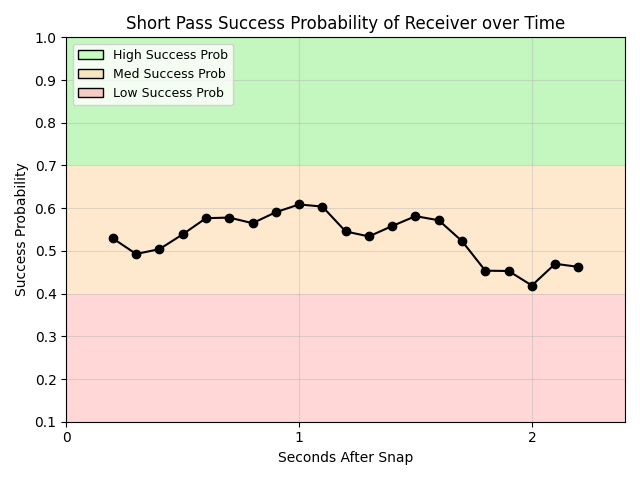 Short Pass Success Probability of Receiver over Time
High Success Prob
Med Success Prob
Low Success Prob
Success Probability
1.0
0.9
0.8
0.7
0.6
0.5
0.4
0.3
0.2
0.1
0
1
2
Seconds After Snap